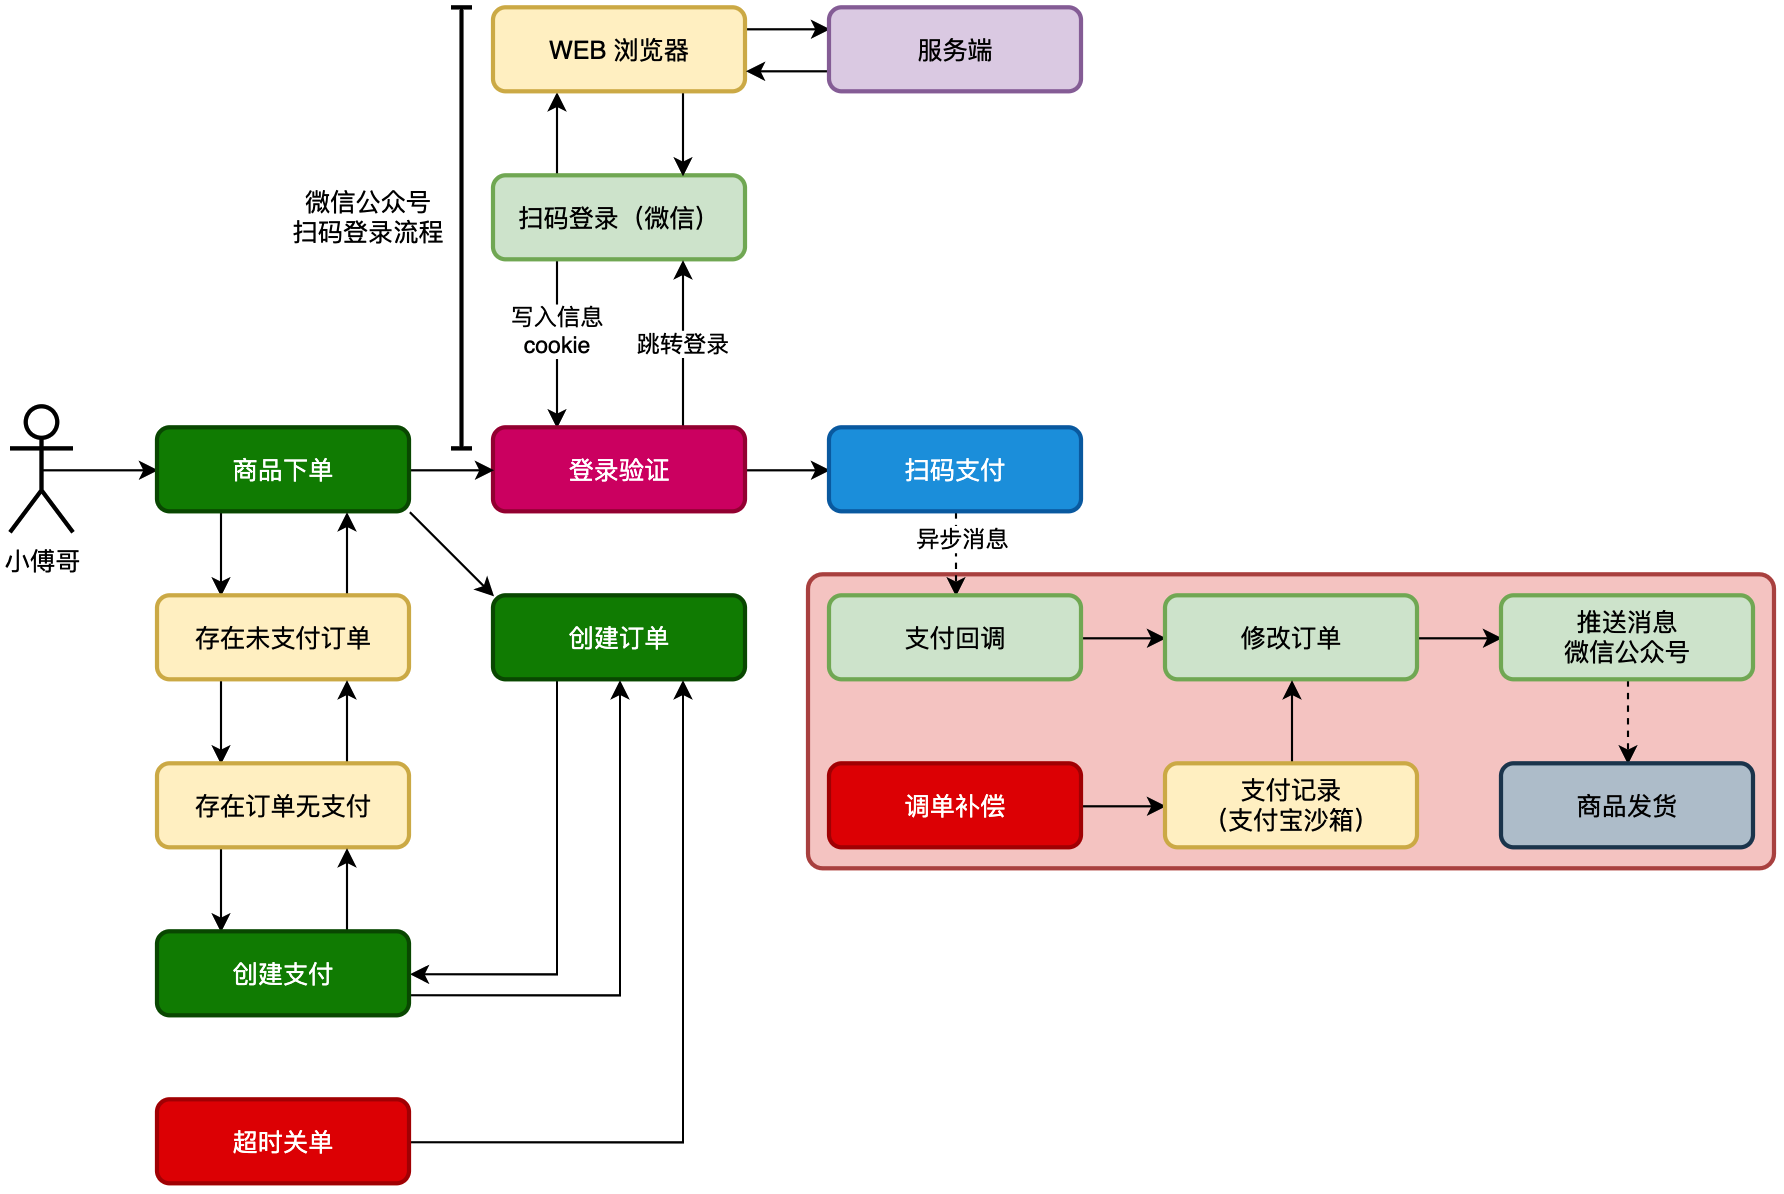 WEB 浏览器
服务端
微信公众号
扫码登录流程
扫码登录（微信）
写入信息
cookie
跳转登录
小傅哥
商品下单
登录验证
扫码支付
异步消息
存在未支付订单
创建订单
支付回调
修改订单
推送消息
微信公众号
存在订单无支付
调单补偿
支付记录
（支付宝沙箱）
商品发货
创建支付
超时关单